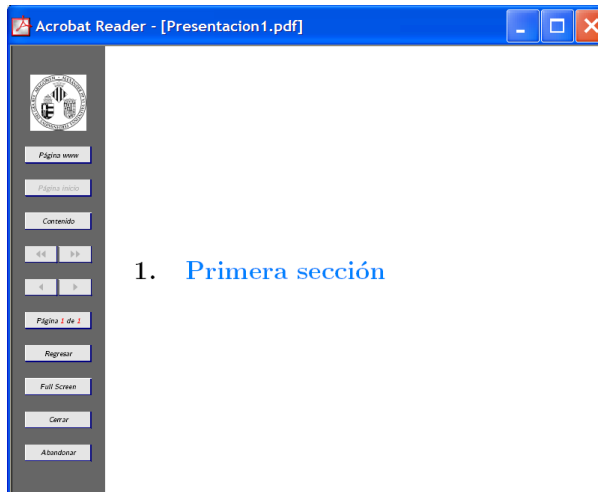 Acrobat Reader - [Presentacion1.pdf]
Página www
Página inicio
Contenido
Página 1 de 1
Regresar
Full Screen
Cerrar
Abandonar
1. Primera sección